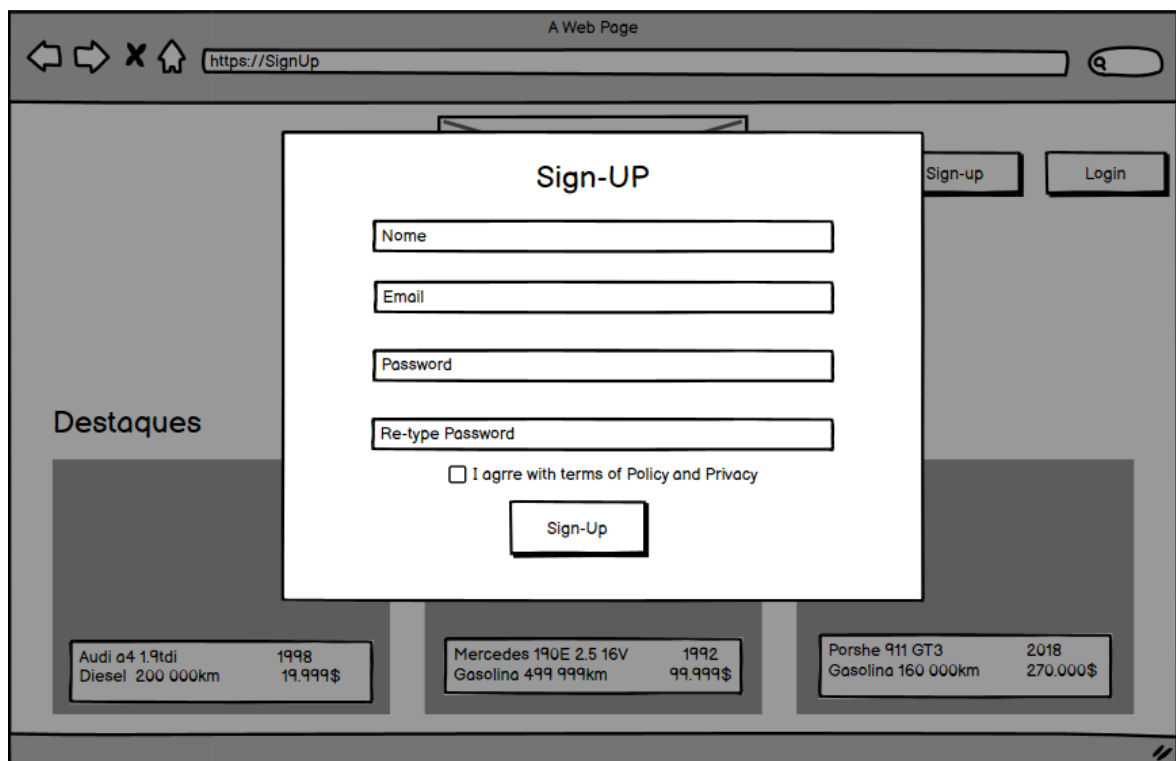 A Web Page
https://SignUp
Sign-up
Login
Sign-UP
Nome
Email
Password
Re-type Password
I agrre with terms of Policy and Privacy
Sign-Up
Destaques
Audi a4 1.9tdi 1998
Diesel 200 000km 19.999$
Mercedes 190E 2.5 16V 1992
Gasolina 499 999km 99.999$
Porshe 911 GT3 2018
Gasolina 160 000km 270.000$